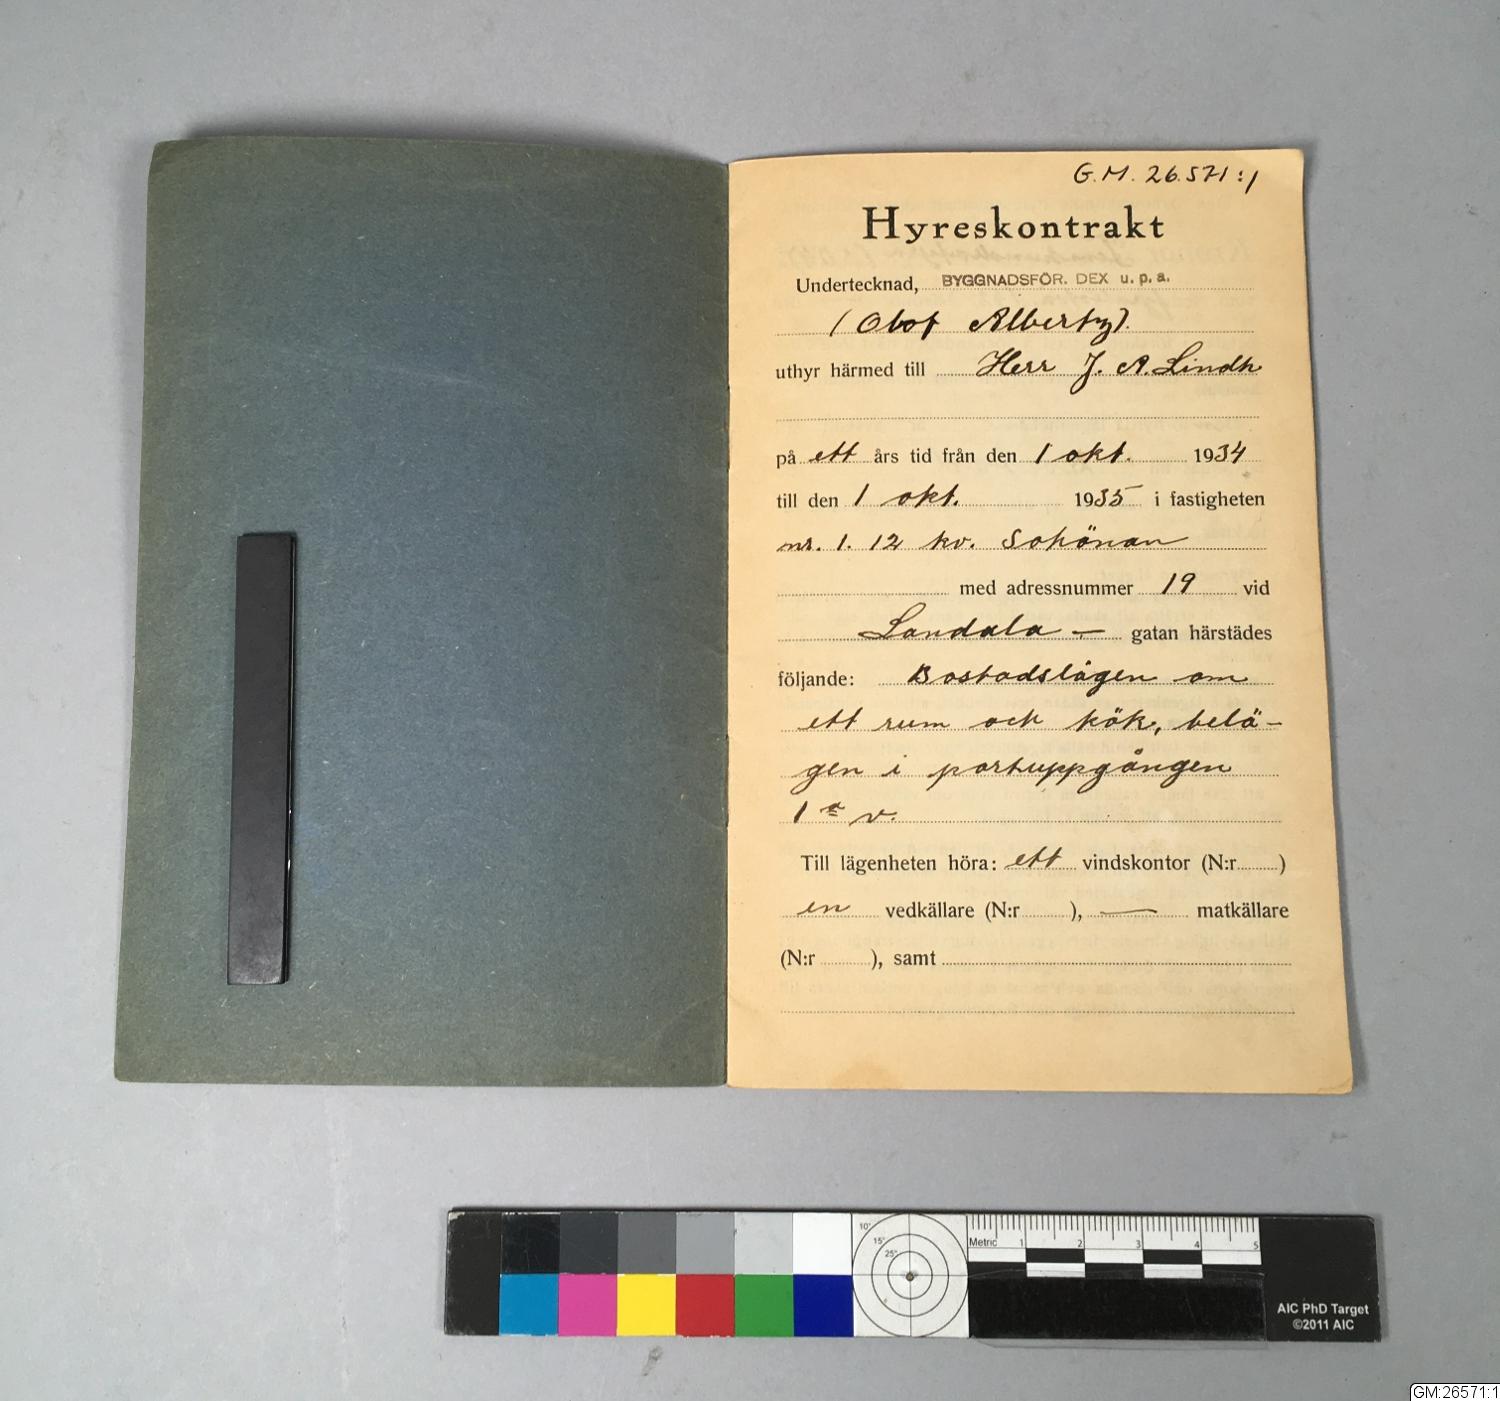 G.M. 26.571:1
Hyreskontrakt
Undertecknad, BYGGNADSFÖR. DEX u.p.a.
(Olof Albertz).
uthyr härmed till Herr J. A. Lindh
på ett års tid från den 1 okt. 1934
till den 1 okt. 1935 i fastigheten
nr. 1. 12 kv.
med adressnummer 19 vid
Landala — gatan härstädes
följande: Bostadslägen om
ett rum och kök, belä-
gen i portuppgången
1 v.
Till lägenheten höra: ett vindskontor (N:r )
en vedkällare (N:r ), — matkällare
(N:r ), samt
10° 15° 25°
Metric 1 2 3 4 5
AIC PhD Target
©2011 AIC
GM:26571:1